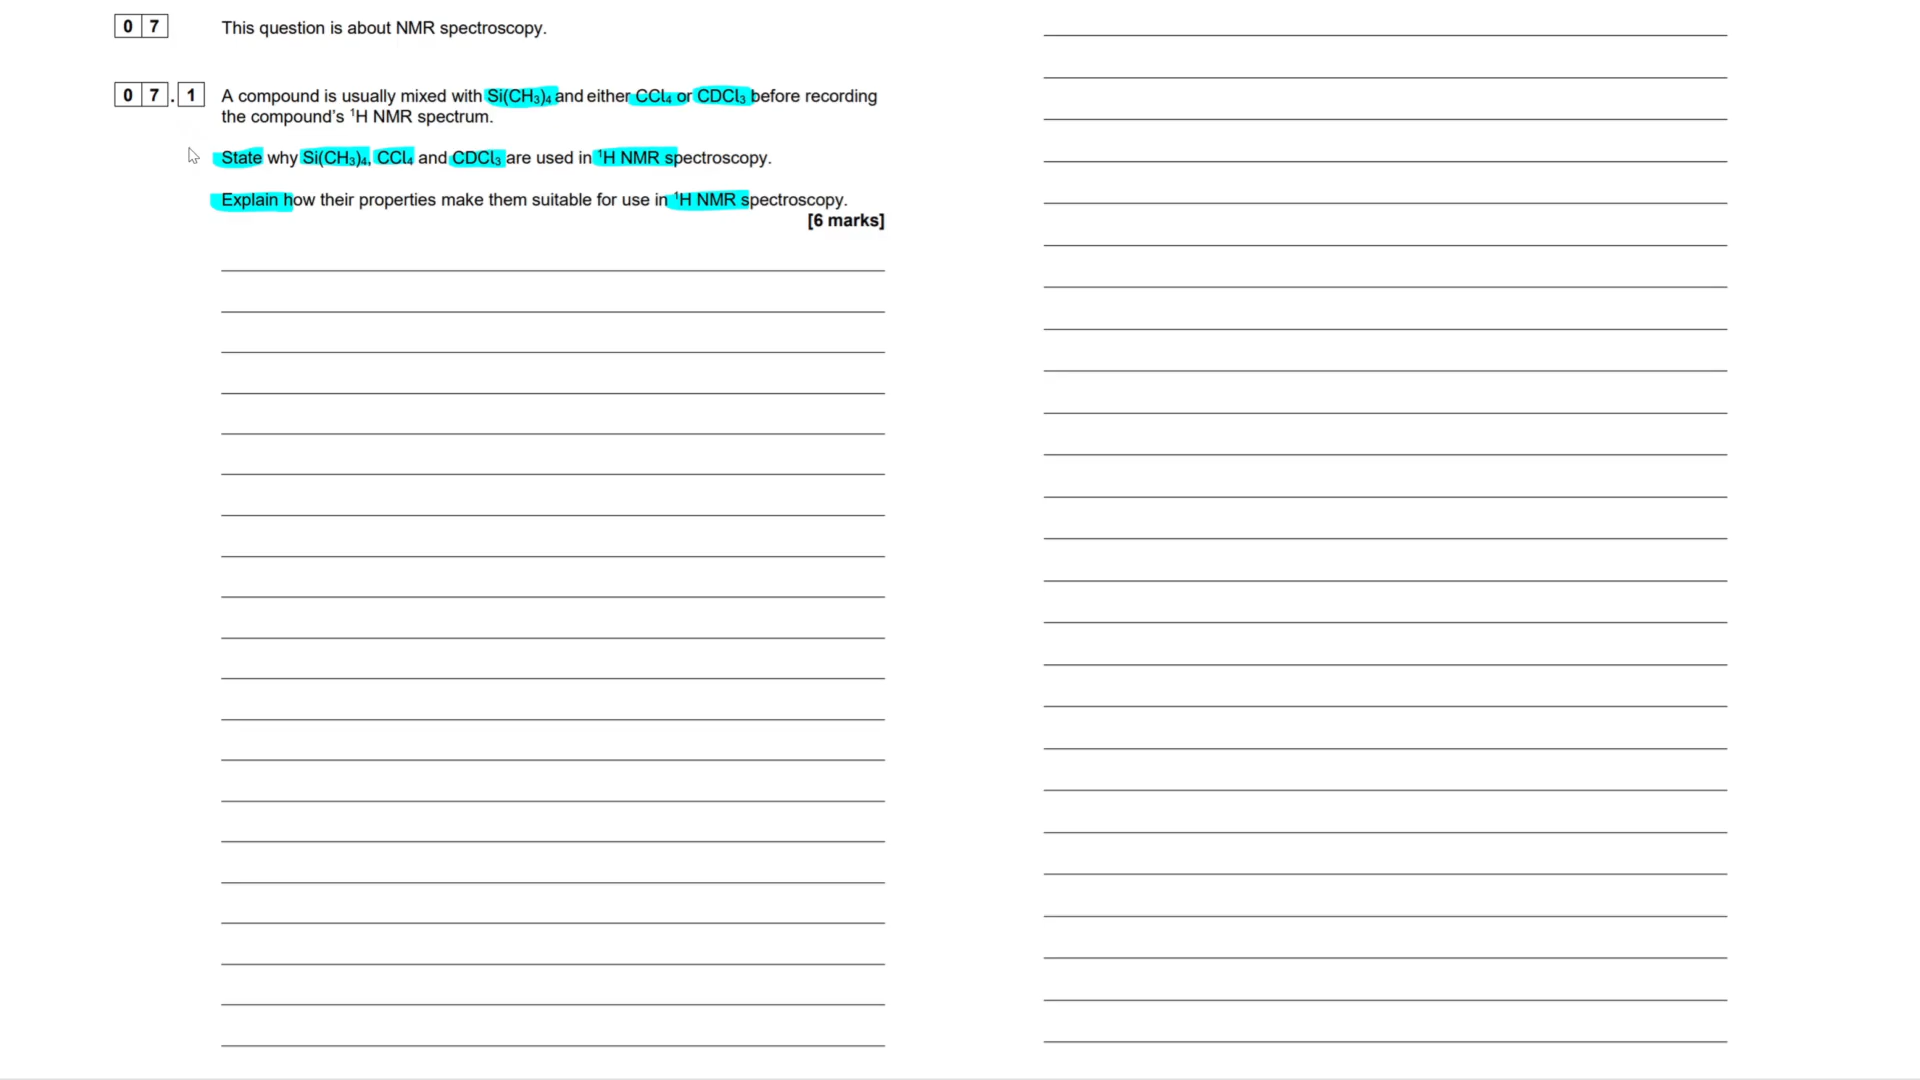 0 7 This question is about NMR spectroscopy.
0 7 . 1 A compound is usually mixed with Si(CH₃)₄ and either CCl₄ or CDCl₃ before recording
the compound's ¹H NMR spectrum.
State why Si(CH₃)₄, CCl₄ and CDCl₃ are used in ¹H NMR spectroscopy.
Explain how their properties make them suitable for use in ¹H NMR spectroscopy.
[6 marks]